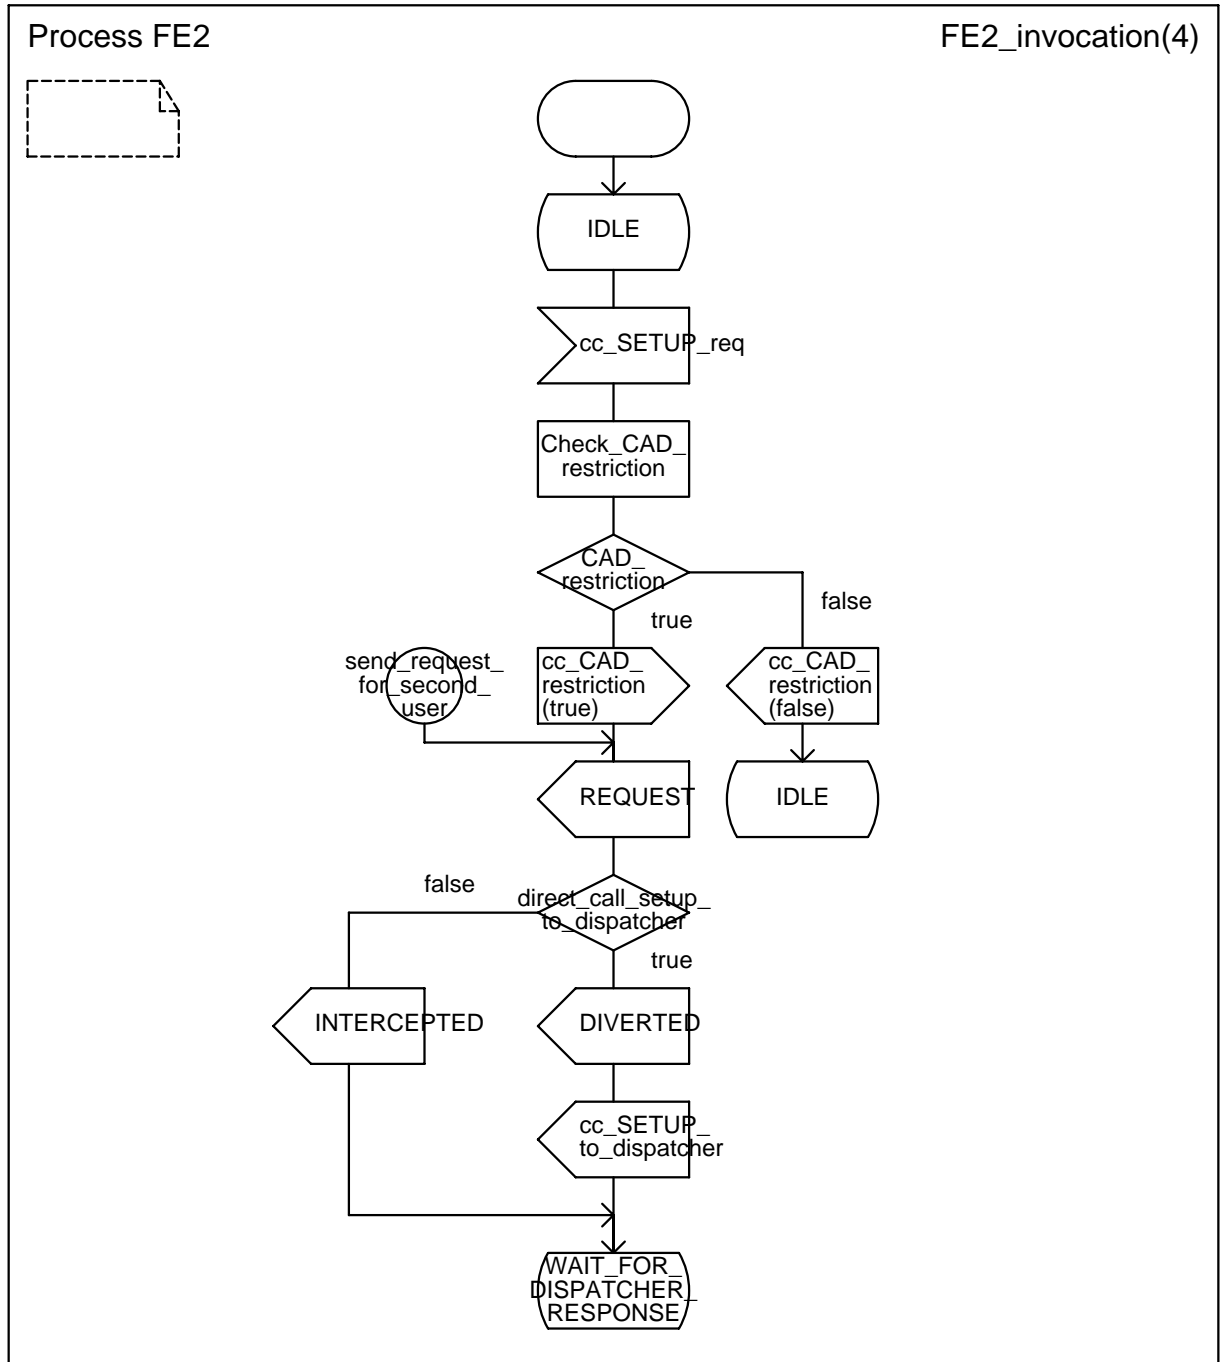 Process FE2
FE2_invocation(4)
IDLE
cc_SETUP_req
Check_CAD_
restriction
CAD_
restriction
false
true
send_request_
for_second_
user
cc_CAD_
restriction
(true)
cc_CAD_
restriction
(false)
REQUEST
IDLE
false
direct_call_setup_
to_dispatcher
true
INTERCEPTED
DIVERTED
cc_SETUP_
to_dispatcher
WAIT_FOR_
DISPATCHER_
RESPONSE